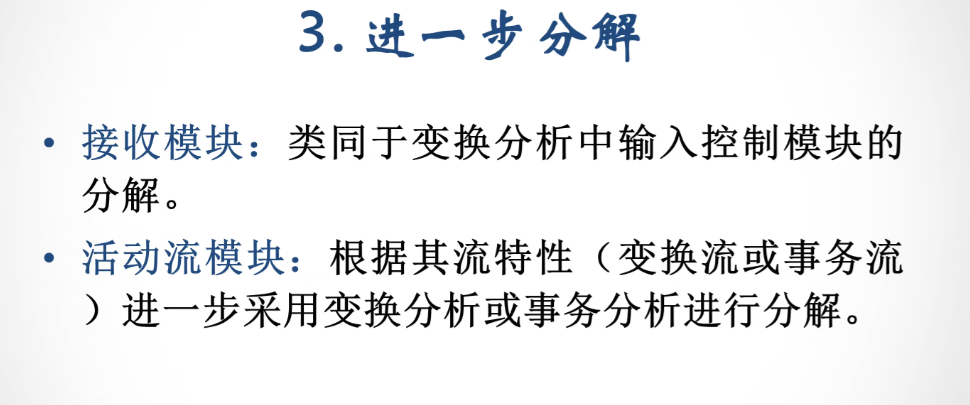 3. 进一步分解
• 接收模块：类同于变换分析中输入控制模块的
分解。
• 活动流模块：根据其流特性（变换流或事务流
）进一步采用变换分析或事务分析进行分解。